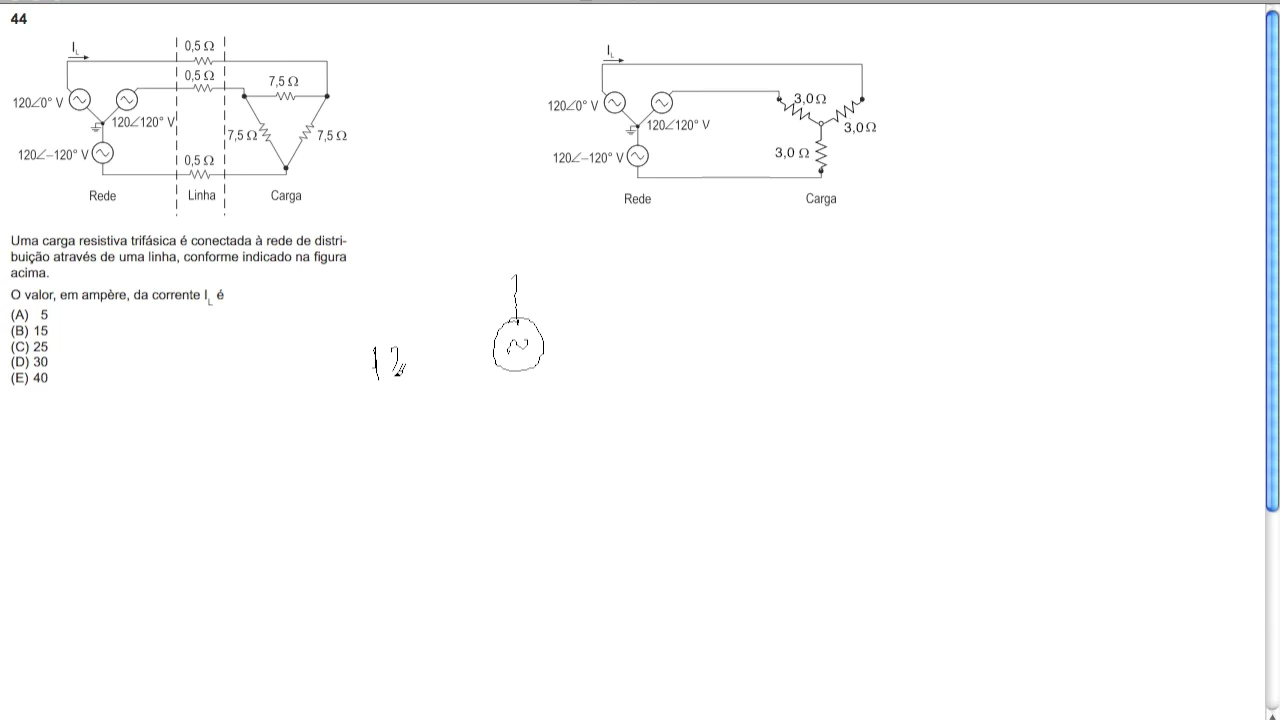 44
I_L
0,5 Ω
0,5 Ω
7,5 Ω
120∠0° V
120∠120° V
7,5 Ω
7,5 Ω
120∠−120° V
0,5 Ω
Rede
Linha
Carga
I_L
3,0 Ω
120∠0° V
120∠120° V
3,0 Ω
120∠−120° V
3,0 Ω
Rede
Carga
Uma carga resistiva trifásica é conectada à rede de distri-
buição através de uma linha, conforme indicado na figura
acima.
O valor, em ampère, da corrente I_L é
(A) 5
(B) 15
(C) 25
(D) 30
(E) 40
12